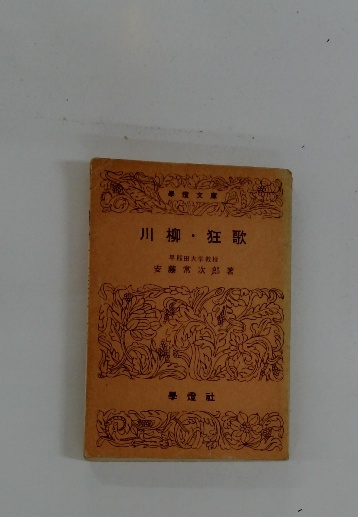 學燈文庫
川柳・狂歌
早稲田大学教授
安藤常次郎著
學燈社